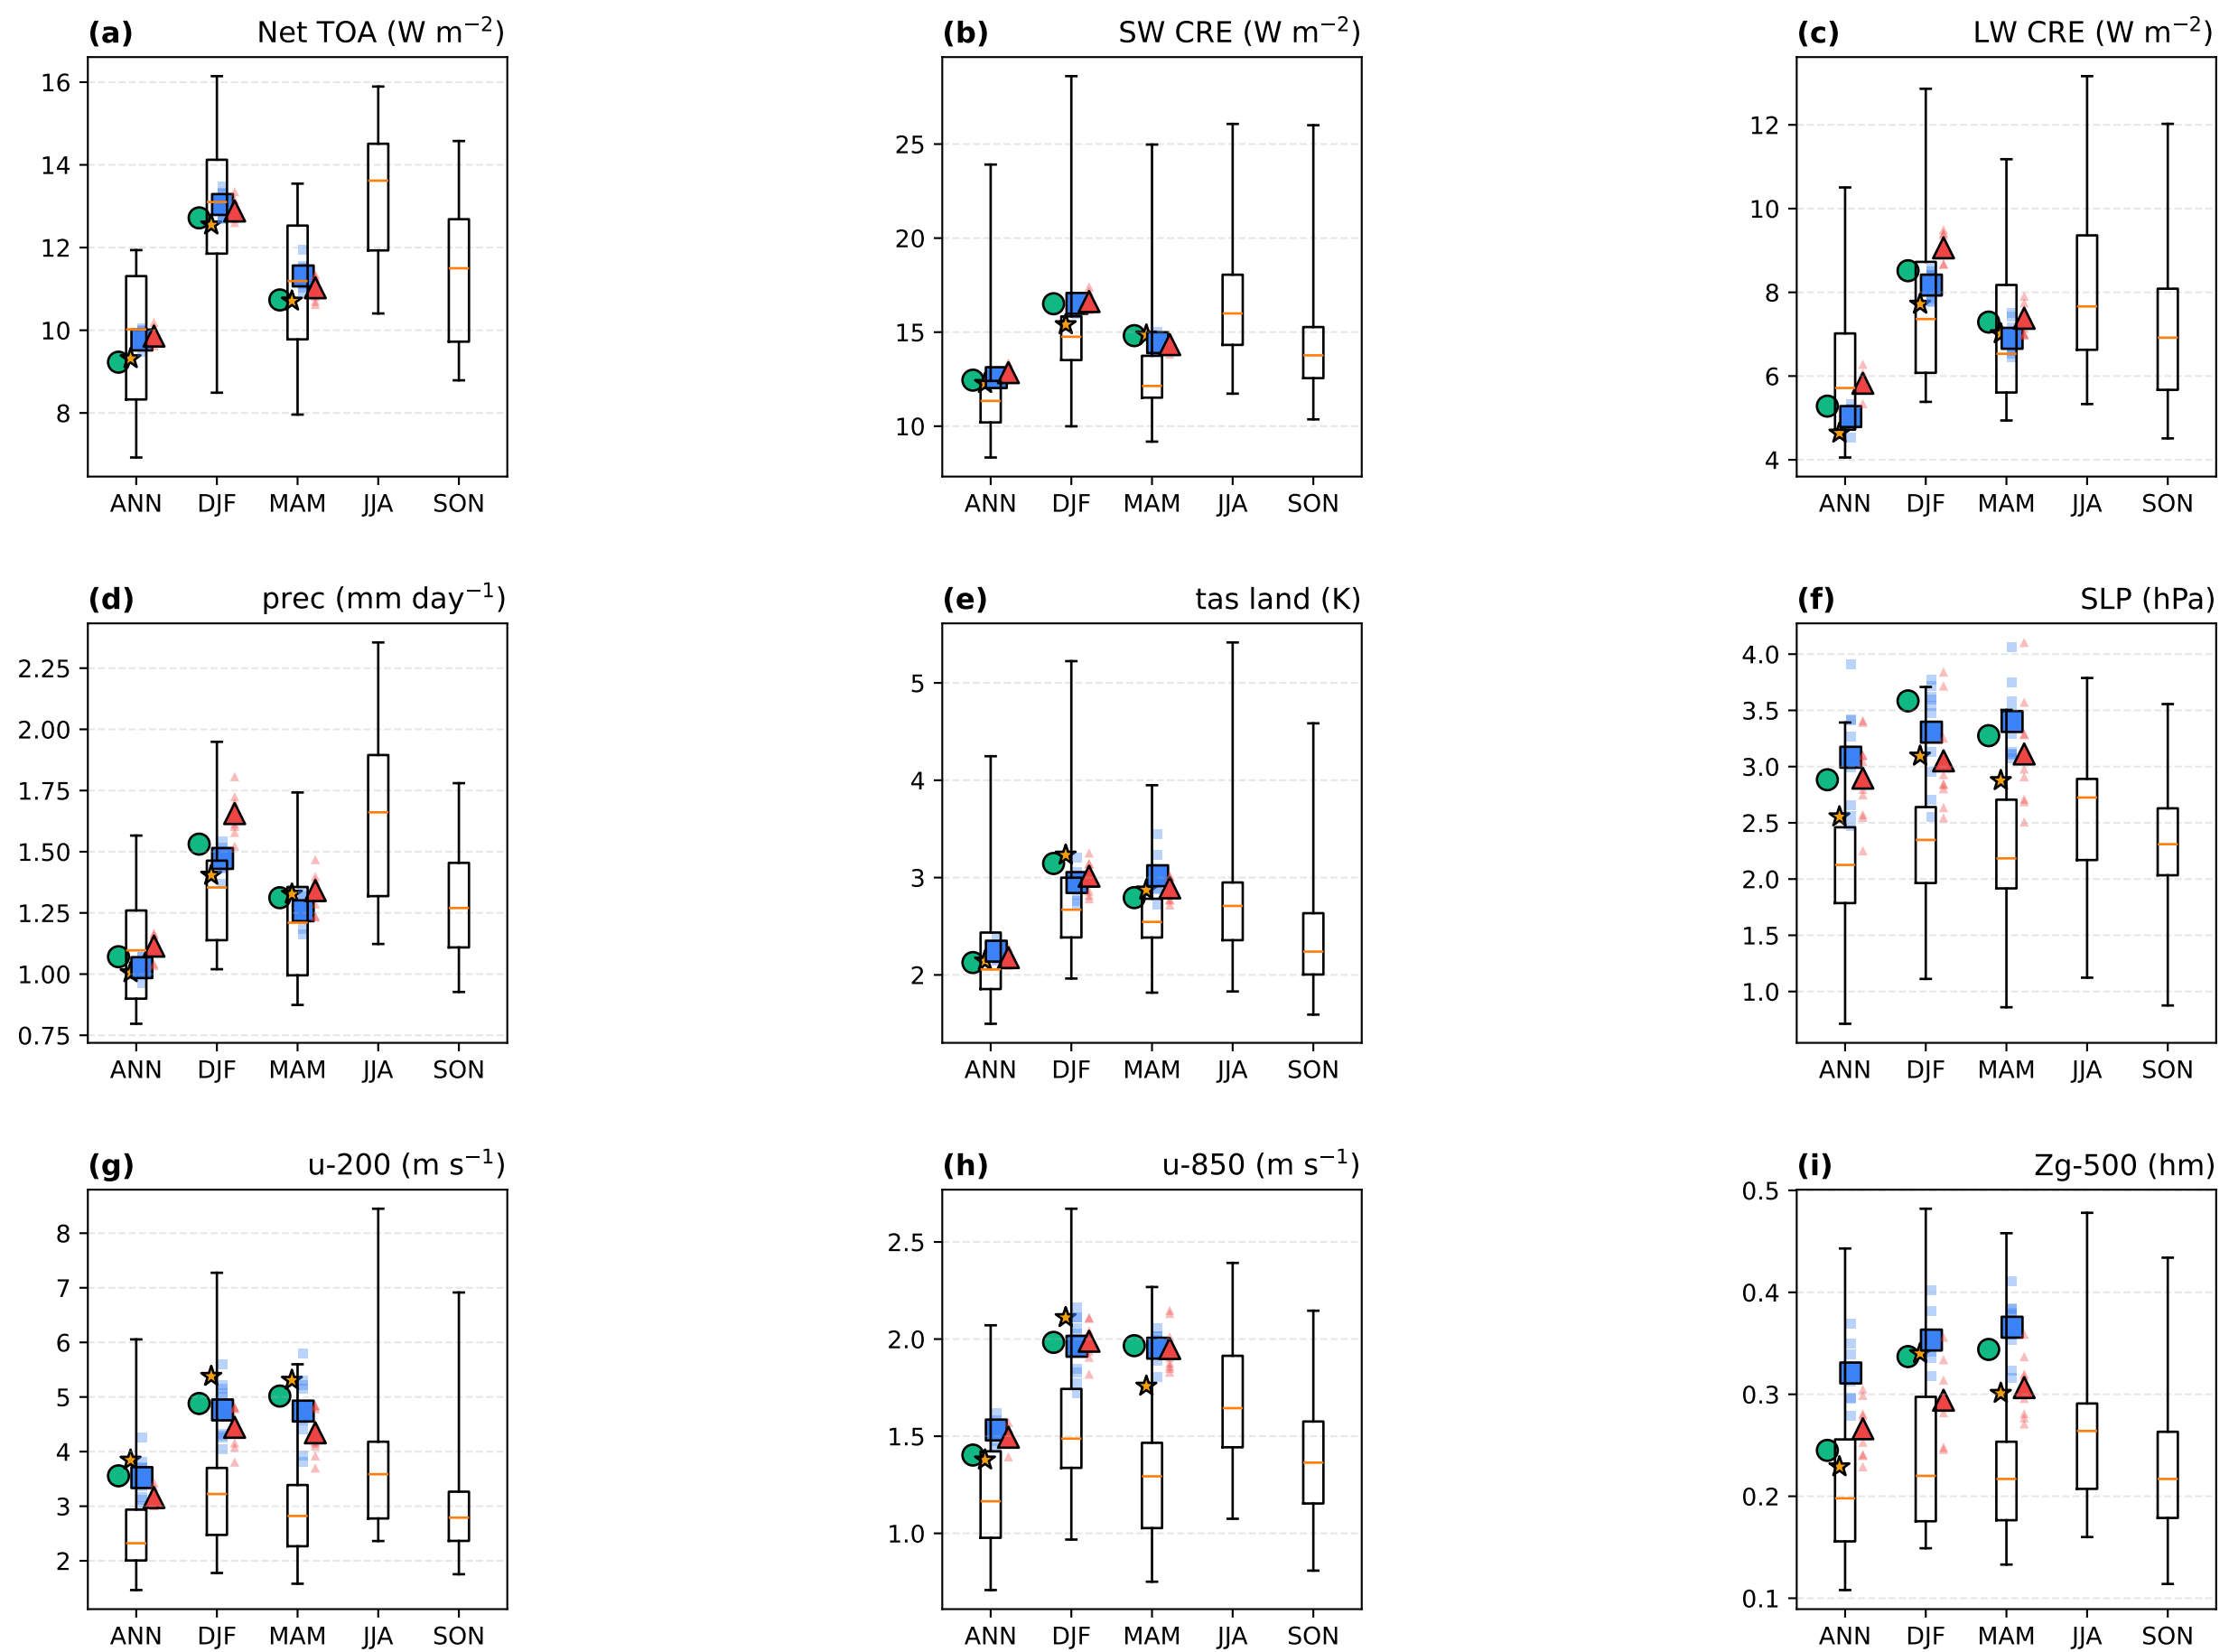 (a) Net TOA (W m⁻²)
16
14
12
10
8
ANN DJF MAM JJA SON
(b) SW CRE (W m⁻²)
25
20
15
10
ANN DJF MAM JJA SON
(c) LW CRE (W m⁻²)
12
10
8
6
4
ANN DJF MAM JJA SON
(d) prec (mm day⁻¹)
2.25
2.00
1.75
1.50
1.25
1.00
0.75
ANN DJF MAM JJA SON
(e) tas land (K)
5
4
3
2
ANN DJF MAM JJA SON
(f) SLP (hPa)
4.0
3.5
3.0
2.5
2.0
1.5
1.0
ANN DJF MAM JJA SON
(g) u-200 (m s⁻¹)
8
7
6
5
4
3
2
ANN DJF MAM JJA SON
(h) u-850 (m s⁻¹)
2.5
2.0
1.5
1.0
ANN DJF MAM JJA SON
(i) Zg-500 (hm)
0.5
0.4
0.3
0.2
0.1
ANN DJF MAM JJA SON